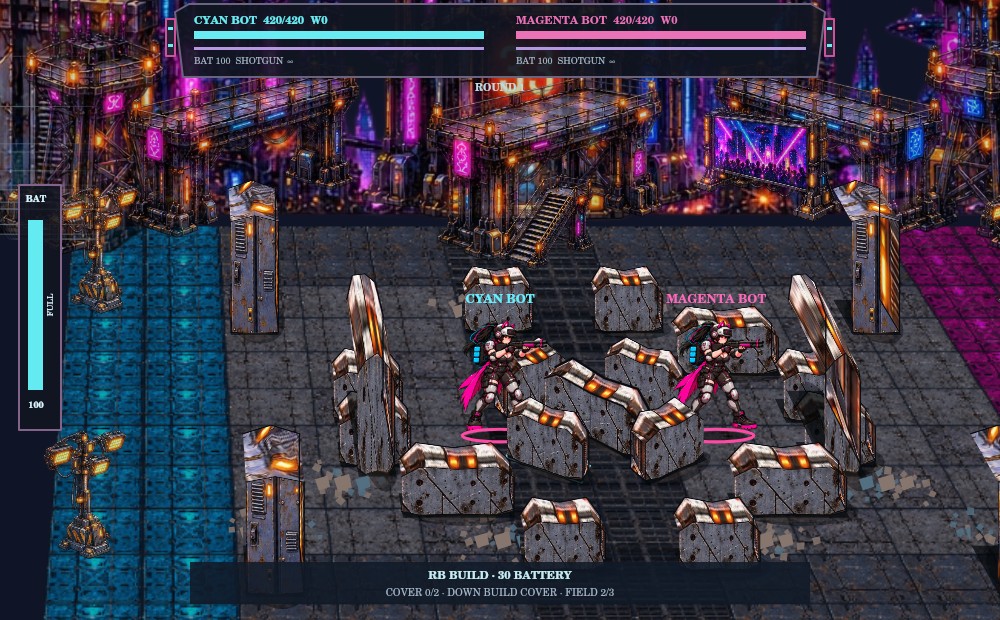 CYAN BOT 420/420 W0
BAT 100 SHOTGUN ∞
MAGENTA BOT 420/420 W0
BAT 100 SHOTGUN ∞
ROUND 1
BAT
FULL
100
CYAN BOT
MAGENTA BOT
RB BUILD · 30 BATTERY
COVER 0/2 · DOWN BUILD COVER · FIELD 2/3